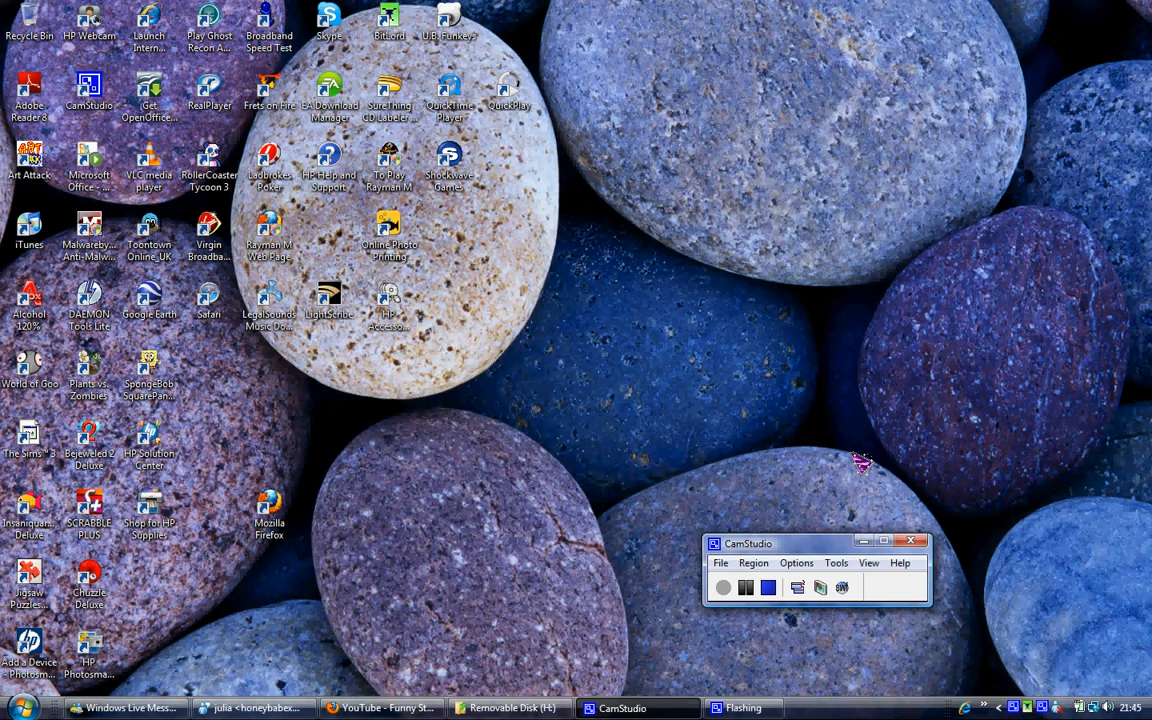 Recycle Bin
HP Webcam
Launch
Intern...
Play Ghost
Recon A...
Broadband
Speed Test
Skype
BitLord
U.B. Funkeys
Adobe
Reader 8
CamStudio
Get
OpenOffice...
RealPlayer
Frets on Fire
EA Download
Manager
SureThing
CD Labeler...
QuickTime
Player
QuickPlay
Art Attack
Microsoft
Office - ...
VLC media
player
RollerCoaster
Tycoon 3
Ladbrokes
Poker
HP Help and
Support
To Play
Rayman M
Shockwave
Games
iTunes
Malwareby...
Anti-Malw...
Toontown
Online_UK
Virgin
Broadba...
Rayman M
Web Page
Online Photo
Printing
Alcohol
120%
DAEMON
Tools Lite
Google Earth
Safari
LegalSounds
Music Do...
LightScribe
HP
Accesso...
World of Goo
Plants vs.
Zombies
SpongeBob
SquarePan...
The Sims™ 3
Bejeweled 2
Deluxe
HP Solution
Center
Insaniquar...
Deluxe
SCRABBLE
PLUS
Shop for HP
Supplies
Mozilla
Firefox
Jigsaw
Puzzles...
Chuzzle
Deluxe
Add a Device
- Photosm...
HP
Photosma...
CamStudio
File Region Options Tools View Help
Windows Live Mess...
julia <honeybabex...
YouTube - Funny St...
Removable Disk (H:)
CamStudio
Flashing
21:45